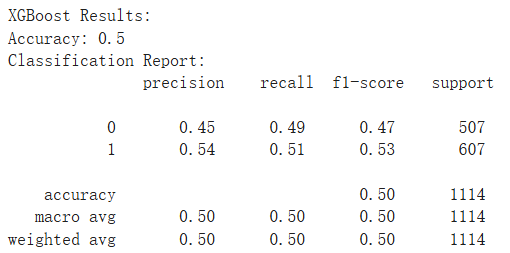 XGBoost Results:
Accuracy: 0.5
Classification Report:
precision recall f1-score support
0 0.45 0.49 0.47 507
1 0.54 0.51 0.53 607
accuracy 0.50 1114
macro avg 0.50 0.50 0.50 1114
weighted avg 0.50 0.50 0.50 1114